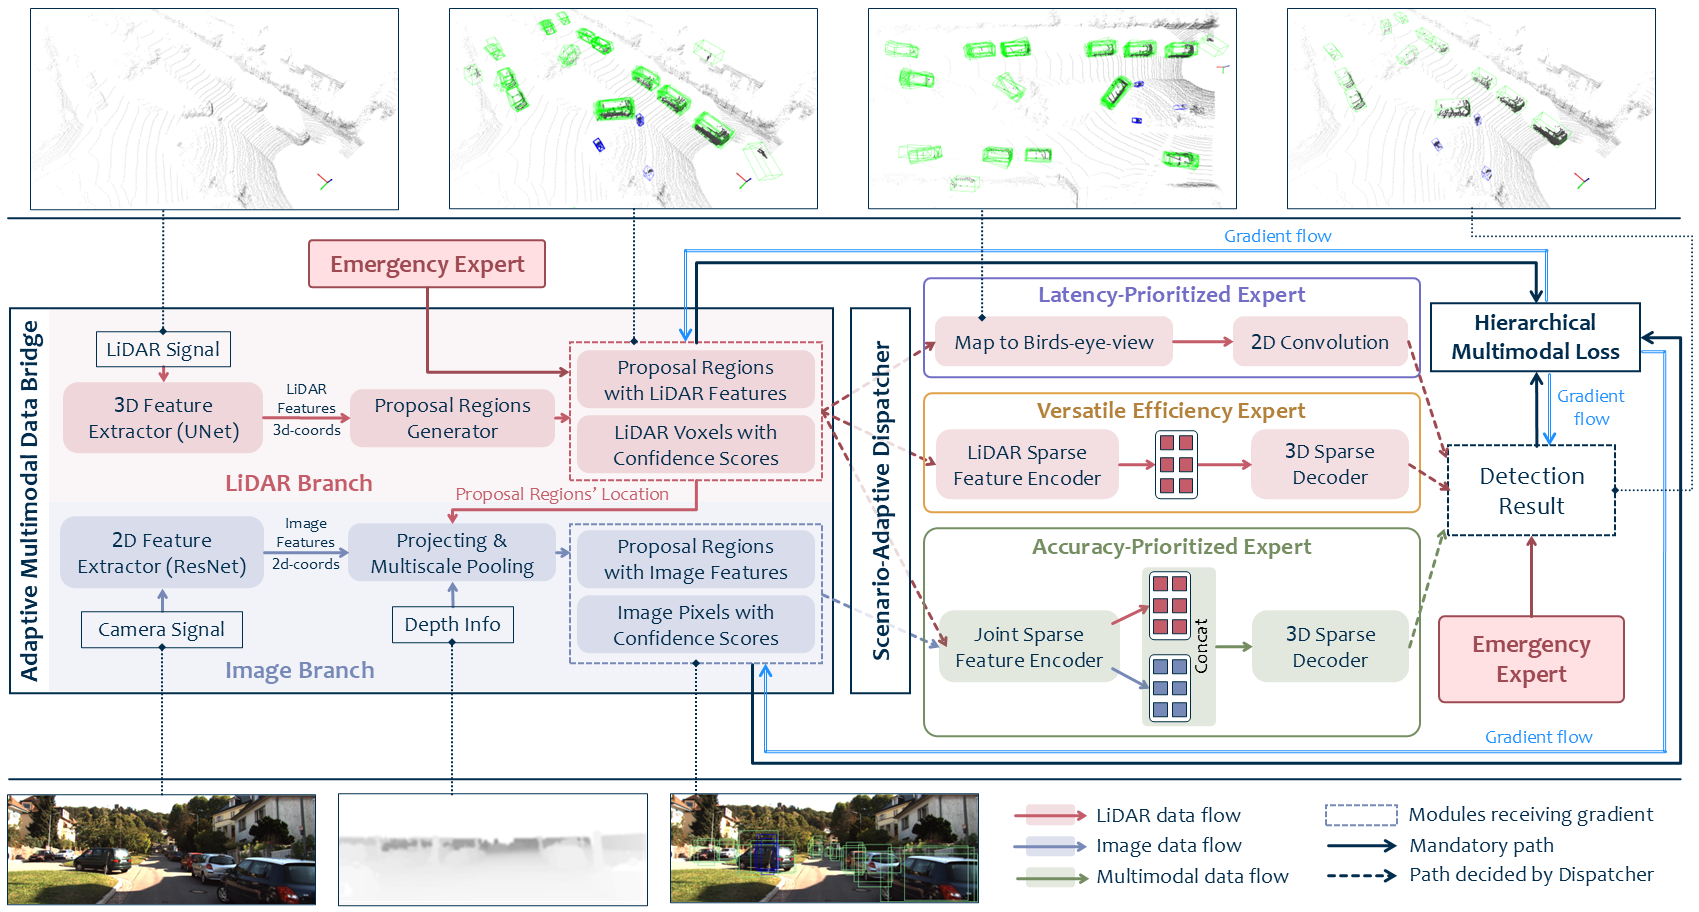 Gradient flow
Emergency Expert
Adaptive Multimodal Data Bridge
LiDAR Signal
3D Feature
Extractor (UNet)
LiDAR
Features
3d-coords
Proposal Regions
Generator
Proposal Regions
with LiDAR Features
LiDAR Voxels with
Confidence Scores
LiDAR Branch
Proposal Regions' Location
2D Feature
Extractor (ResNet)
Image
Features
2d-coords
Projecting &
Multiscale Pooling
Proposal Regions
with Image Features
Image Pixels with
Confidence Scores
Camera Signal
Depth Info
Image Branch
Scenario-Adaptive Dispatcher
Latency-Prioritized Expert
Map to Birds-eye-view
2D Convolution
Versatile Efficiency Expert
LiDAR Sparse
Feature Encoder
3D Sparse
Decoder
Accuracy-Prioritized Expert
Joint Sparse
Feature Encoder
Concat
3D Sparse
Decoder
Hierarchical
Multimodal Loss
Gradient
flow
Detection
Result
Emergency
Expert
Gradient flow
LiDAR data flow
Image data flow
Multimodal data flow
Modules receiving gradient
Mandatory path
Path decided by Dispatcher